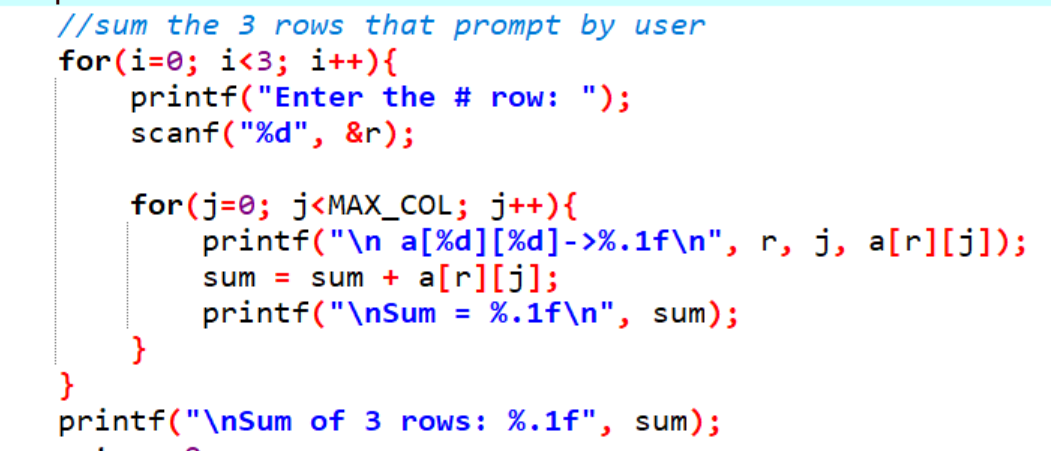 //sum the 3 rows that prompt by user
for(i=0; i<3; i++){
printf("Enter the # row: ");
scanf("%d", &r);
for(j=0; j<MAX_COL; j++){
printf("\n a[%d][%d]->%.1f\n", r, j, a[r][j]);
sum = sum + a[r][j];
printf("\nSum = %.1f\n", sum);
}
}
printf("\nSum of 3 rows: %.1f", sum);